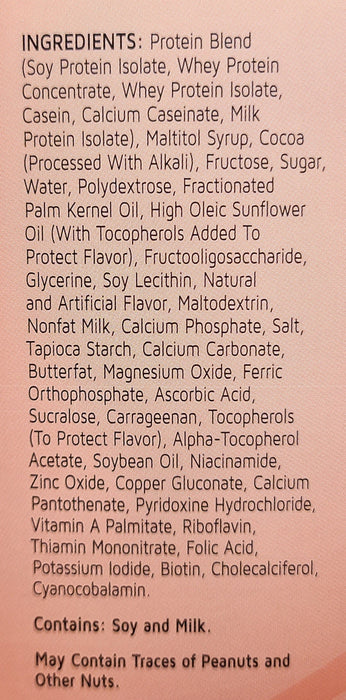 INGREDIENTS: Protein Blend
(Soy Protein Isolate, Whey Protein
Concentrate, Whey Protein Isolate,
Casein, Calcium Caseinate, Milk
Protein Isolate), Maltitol Syrup, Cocoa
(Processed With Alkali), Fructose, Sugar,
Water, Polydextrose, Fractionated
Palm Kernel Oil, High Oleic Sunflower
Oil (With Tocopherols Added To
Protect Flavor), Fructooligosaccharide,
Glycerine, Soy Lecithin, Natural
and Artificial Flavor, Maltodextrin,
Nonfat Milk, Calcium Phosphate, Salt,
Tapioca Starch, Calcium Carbonate,
Butterfat, Magnesium Oxide, Ferric
Orthophosphate, Ascorbic Acid,
Sucralose, Carrageenan, Tocopherols
(To Protect Flavor), Alpha-Tocopherol
Acetate, Soybean Oil, Niacinamide,
Zinc Oxide, Copper Gluconate, Calcium
Pantothenate, Pyridoxine Hydrochloride,
Vitamin A Palmitate, Riboflavin,
Thiamin Mononitrate, Folic Acid,
Potassium Iodide, Biotin, Cholecalciferol,
Cyanocobalamin.
Contains: Soy and Milk.
May Contain Traces of Peanuts and
Other Nuts.